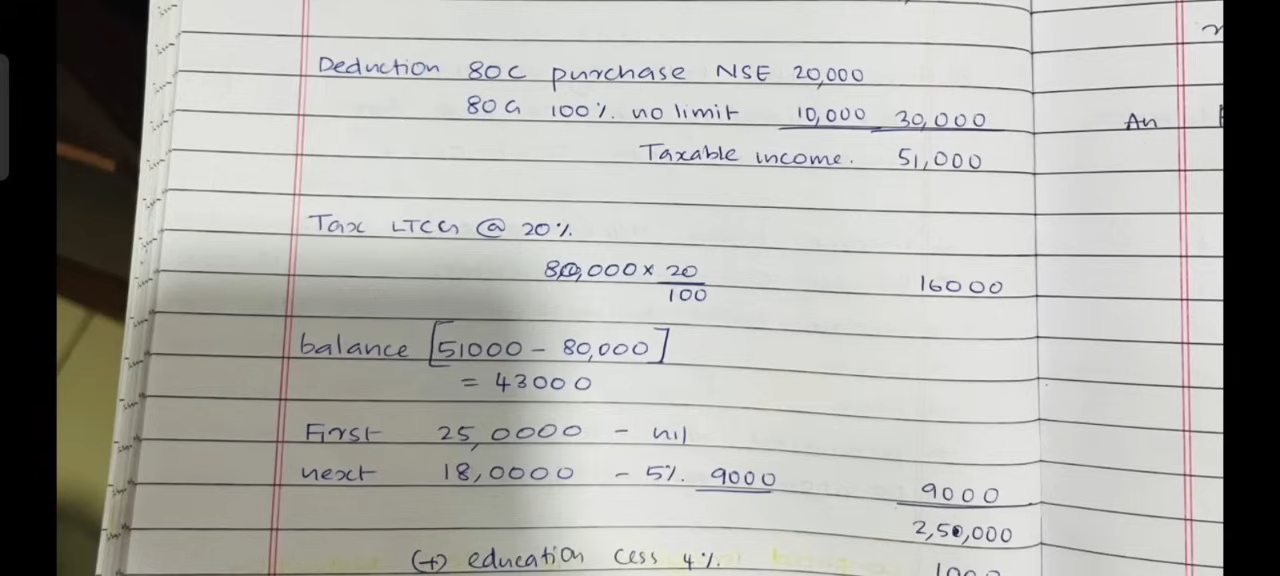 Deduction 80C purchase NSE 20,000
80G 100% no limit 10,000 30,000
Taxable income. 51,000
Tax LTCG @ 20%
80,000 x 20
100
16000
balance [51000 - 80,000]
= 43000
First 25,0000 - nil
next 18,0000 - 5%. 9000
9000
2,50,000
(+) education cess 4%.
1000
An